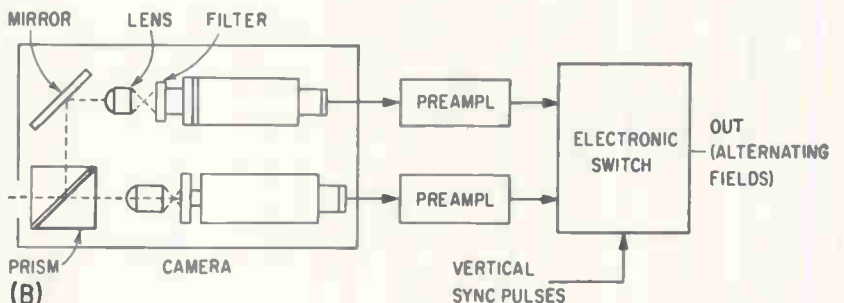 MIRROR LENS FILTER
PREAMPL
ELECTRONIC
SWITCH
OUT
(ALTERNATING
FIELDS)
PREAMPL
PRISM CAMERA
VERTICAL
SYNC PULSES
(B)